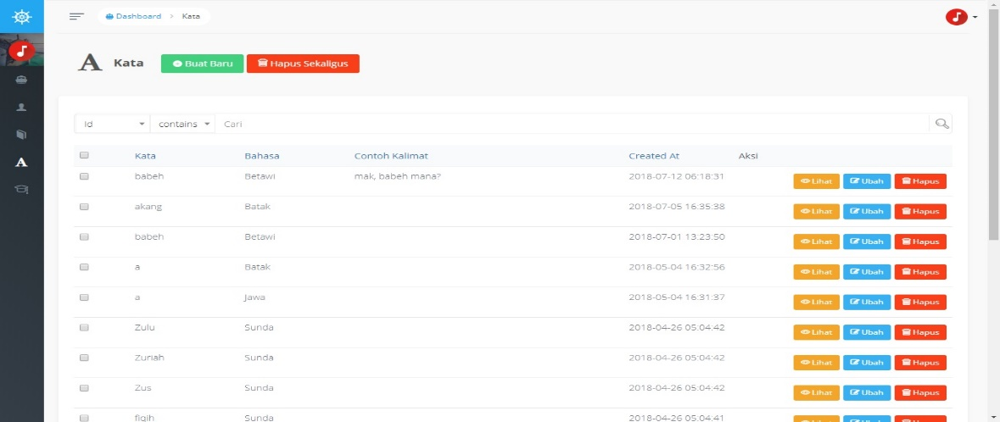 Dashboard > Kata
A Kata Buat Baru Hapus Sekaligus
Id contains Cari
Kata Bahasa Contoh Kalimat Created At Aksi
babeh Betawi mak, babeh mana? 2018-07-12 06:18:31 Lihat Ubah Hapus
akang Batak 2018-07-05 16:35:38 Lihat Ubah Hapus
babeh Betawi 2018-07-01 13:23:50 Lihat Ubah Hapus
a Batak 2018-05-04 16:32:56 Lihat Ubah Hapus
a Jawa 2018-05-04 16:31:37 Lihat Ubah Hapus
Zulu Sunda 2018-04-26 05:04:42 Lihat Ubah Hapus
Zuriah Sunda 2018-04-26 05:04:42 Lihat Ubah Hapus
Zus Sunda 2018-04-26 05:04:42 Lihat Ubah Hapus
fiqih Sunda 2018-04-26 05:04:41 Lihat Ubah Hapus